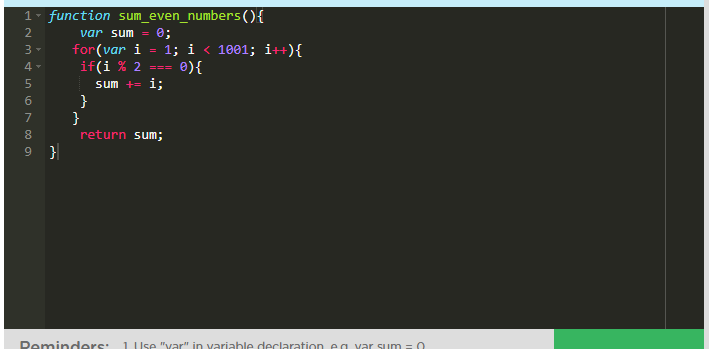 1 function sum_even_numbers(){
2 var sum = 0;
3 for(var i = 1; i < 1001; i++){
4 if(i % 2 === 0){
5 sum += i;
6 }
7 }
8 return sum;
9 }
Reminders: 1. Use "var" in variable declaration, e.g. var sum = 0